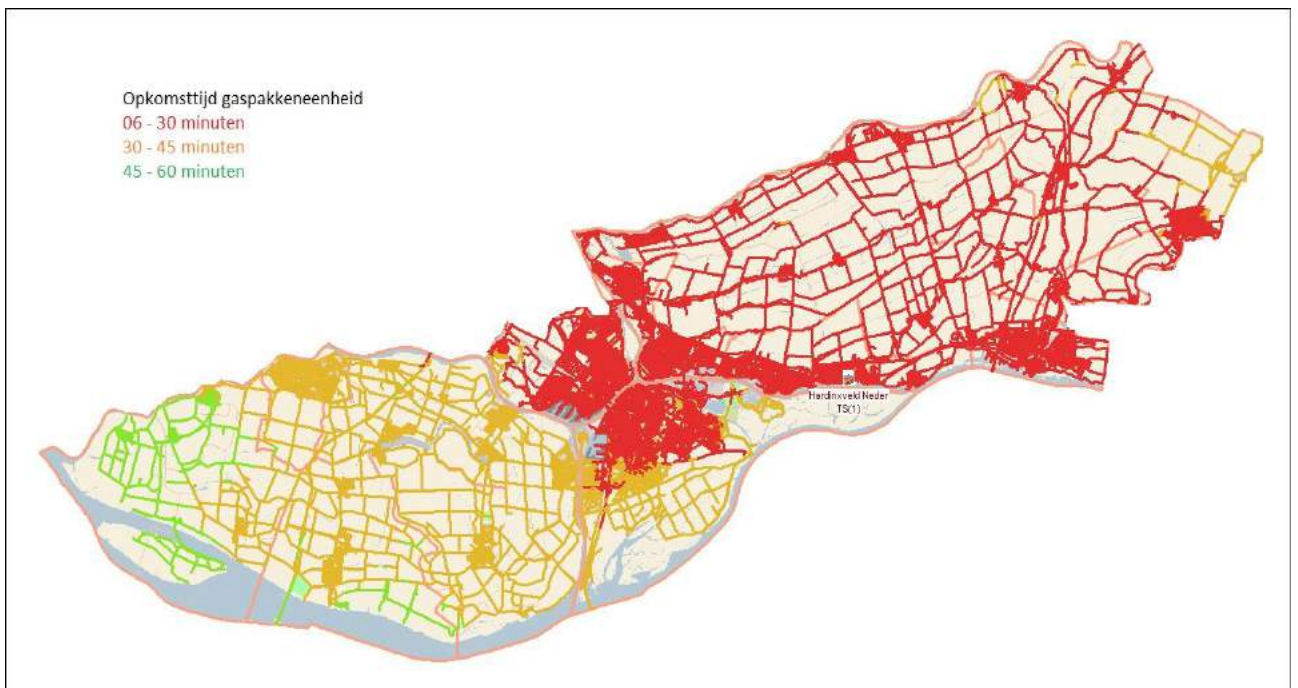 Opkomsttijd gaspakkeneenheid
06 - 30 minuten
30 - 45 minuten
45 - 60 minuten
Hardinxveld Neder
TS(1)